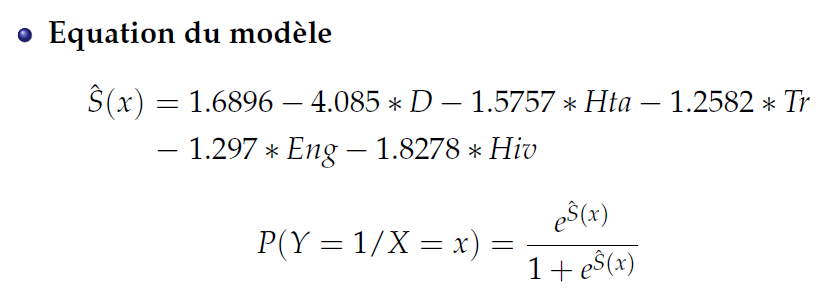 • Equation du modèle
Ŝ(x) = 1.6896 − 4.085 * D − 1.5757 * Hta − 1.2582 * Tr
− 1.297 * Eng − 1.8278 * Hiv
P(Y = 1/X = x) = e^Ŝ(x) / 1 + e^Ŝ(x)